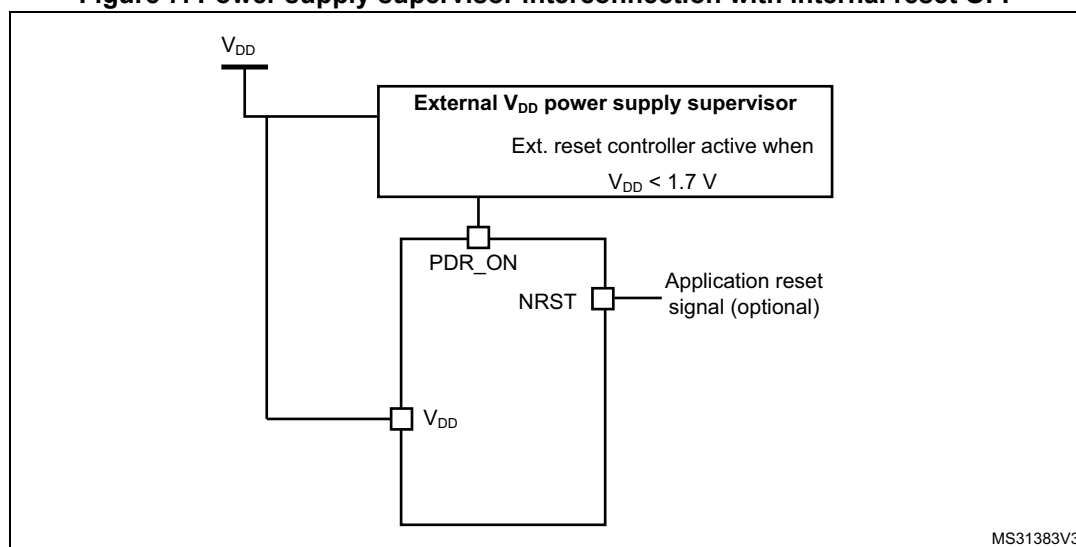 Figure 7. Power supply supervisor interconnection with internal reset OFF
VDD
External VDD power supply supervisor
Ext. reset controller active when
VDD < 1.7 V
PDR_ON
NRST
Application reset
signal (optional)
VDD
MS31383V3